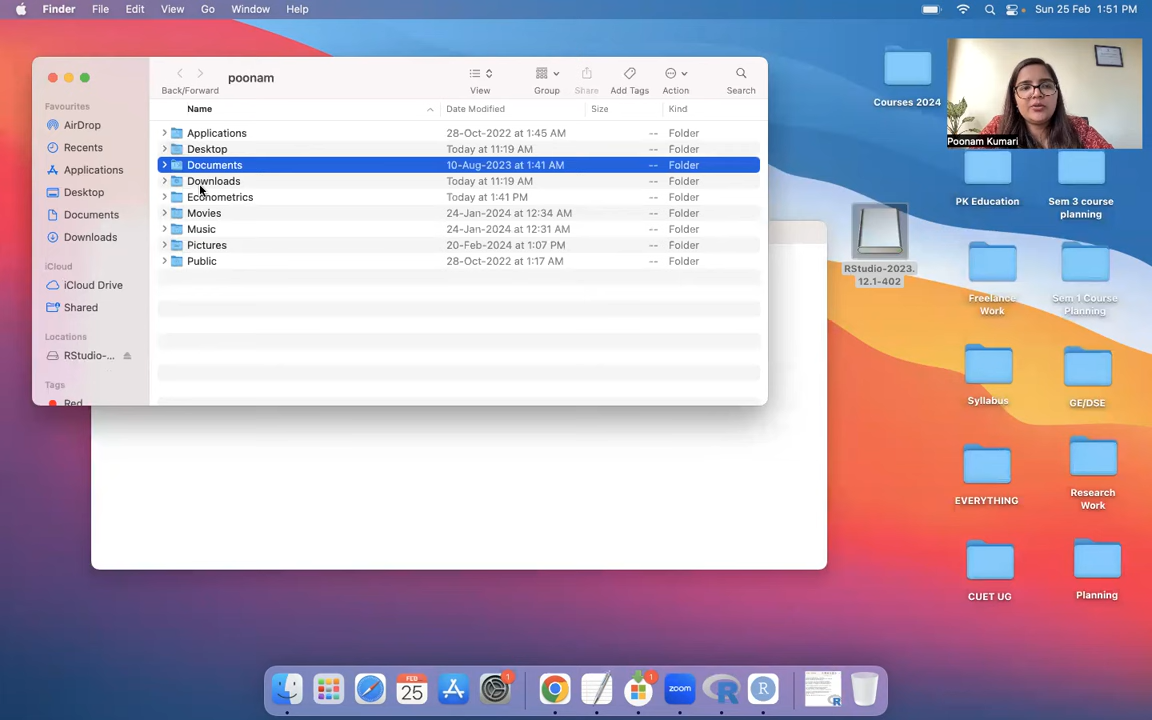 Finder File Edit View Go Window Help Sun 25 Feb 1:51 PM
poonam
Back/Forward View Group Share Add Tags Action Search
Favourites
AirDrop
Recents
Applications
Desktop
Documents
Downloads
iCloud
iCloud Drive
Shared
Locations
RStudio-...
Tags
Red
Name Date Modified Size Kind
Applications 28-Oct-2022 at 1:45 AM -- Folder
Desktop Today at 11:19 AM -- Folder
Documents 10-Aug-2023 at 1:41 AM -- Folder
Downloads Today at 11:19 AM -- Folder
Econometrics Today at 1:41 PM -- Folder
Movies 24-Jan-2024 at 12:34 AM -- Folder
Music 24-Jan-2024 at 12:31 AM -- Folder
Pictures 20-Feb-2024 at 1:07 PM -- Folder
Public 28-Oct-2022 at 1:17 AM -- Folder
Courses 2024
Poonam Kumari
PK Education
Sem 3 course
planning
RStudio-2023.
12.1-402
Freelance
Work
Sem 1 Course
Planning
Syllabus
GE/DSE
EVERYTHING
Research
Work
CUET UG
Planning
FEB
25
1
1
zoom
R
R
R